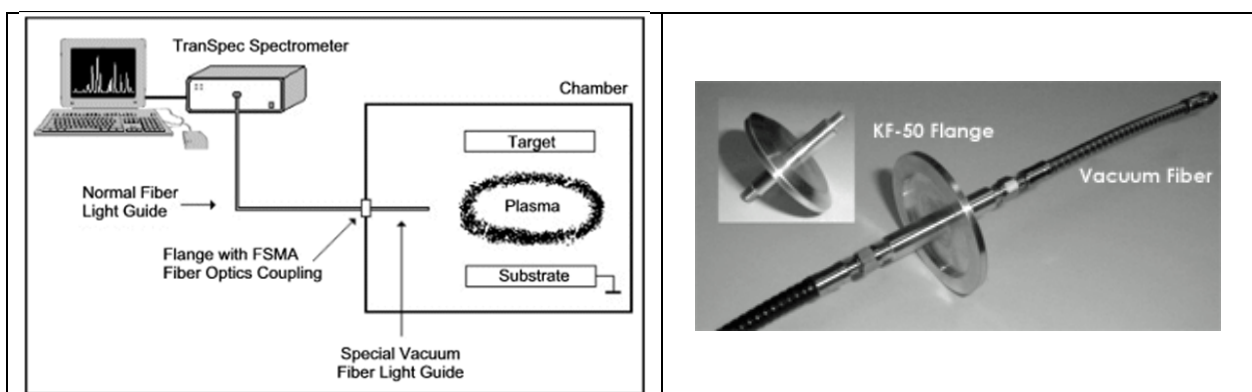 TranSpec Spectrometer
Chamber
Target
Plasma
Normal Fiber
Light Guide
Flange with FSMA
Fiber Optics Coupling
Substrate
Special Vacuum
Fiber Light Guide
KF-50 Flange
Vacuum Fiber